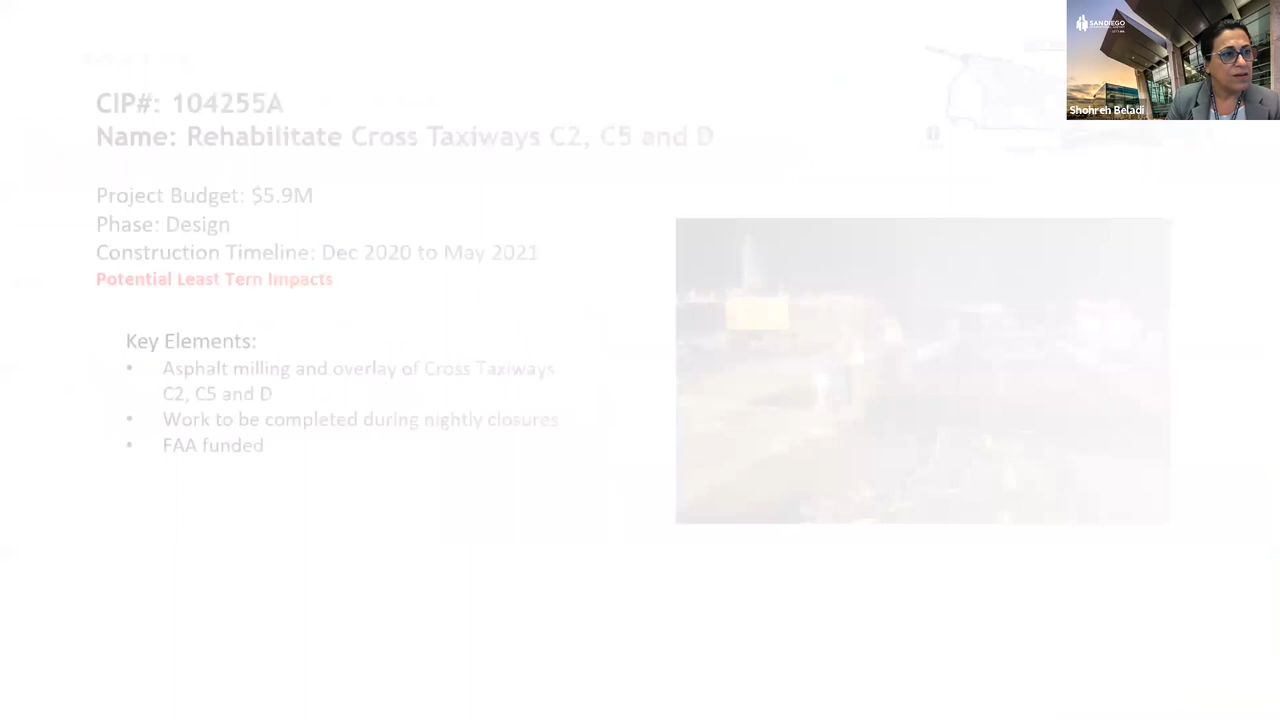 CIP#: 104255A
Name: Rehabilitate Cross Taxiways C2, C5 and D
Project Budget: $5.9M
Phase: Design
Construction Timeline: Dec 2020 to May 2021
Potential Least Tern Impacts
Key Elements:
• Asphalt milling and overlay of Cross Taxiways
C2, C5 and D
• Work to be completed during nightly closures
• FAA funded
SAN DIEGO
Shohreh Beladi